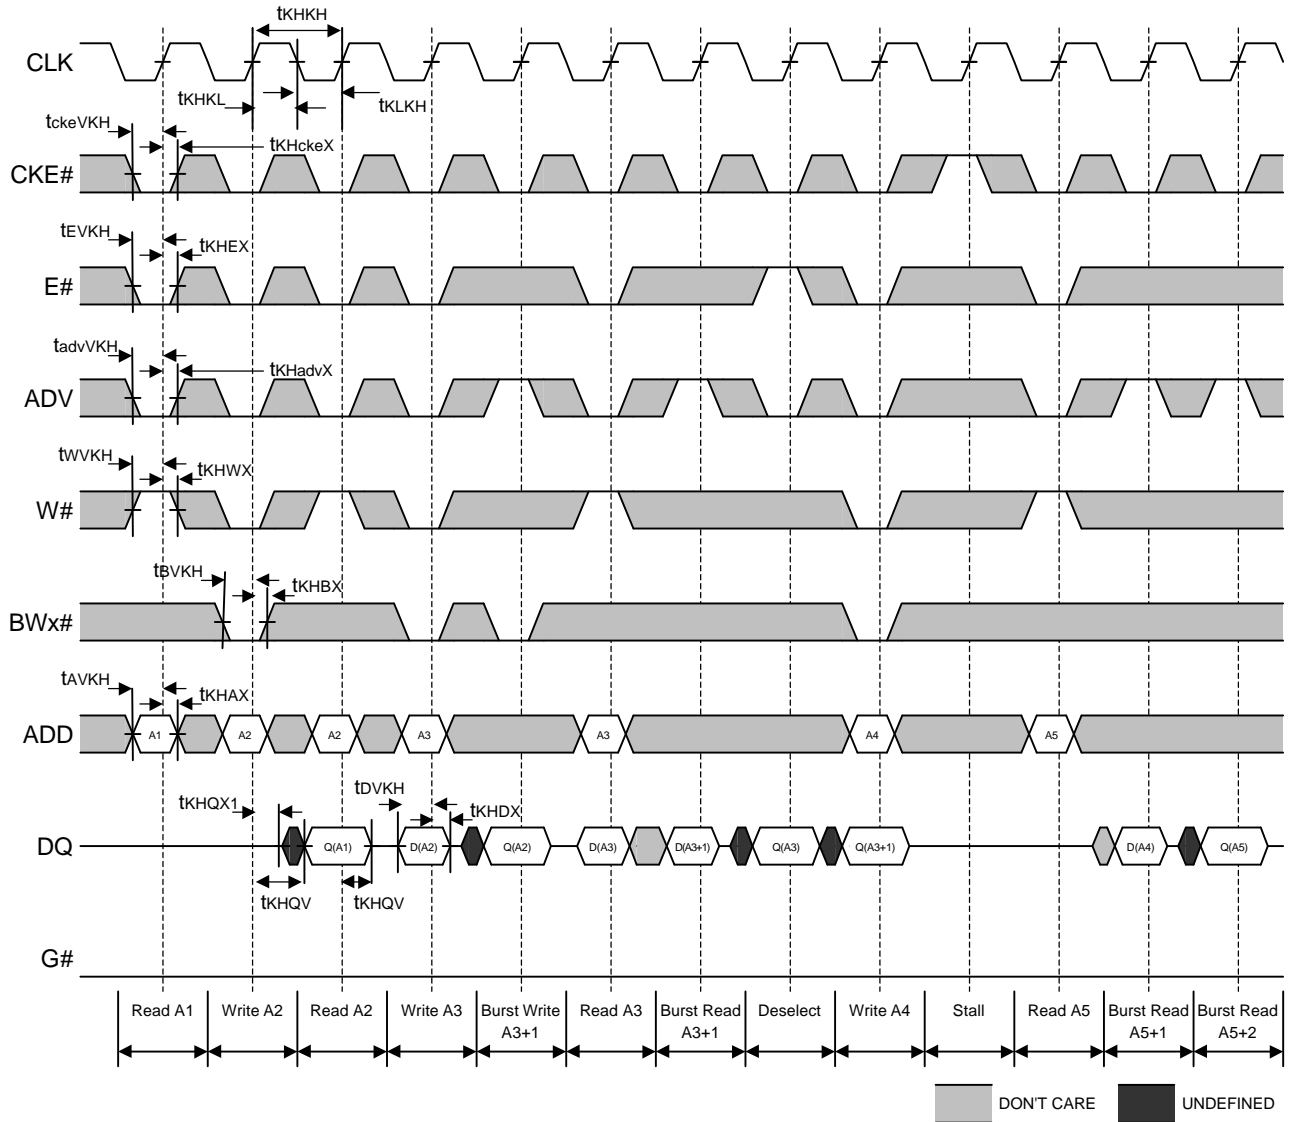 tKHKH
CLK
tKHKL
tKLKH
tckeVKH
tKHckeX
CKE#
tEVKH
tKHEX
E#
tadvVKH
tKHadvX
ADV
tWVKH
tKHWX
W#
tBVKH
tKHBX
BWx#
tAVKH
tKHAX
ADD
A1
A2
A2
A3
A3
A4
A5
tKHQX1
tDVKH
tKHDX
DQ
Q(A1)
D(A2)
Q(A2)
D(A3)
D(A3+1)
Q(A3)
Q(A3+1)
D(A4)
Q(A5)
tKHQV
tKHQV
G#
Read A1
Write A2
Read A2
Write A3
Burst Write
A3+1
Read A3
Burst Read
A3+1
Deselect
Write A4
Stall
Read A5
Burst Read
A5+1
Burst Read
A5+2
DON'T CARE
UNDEFINED